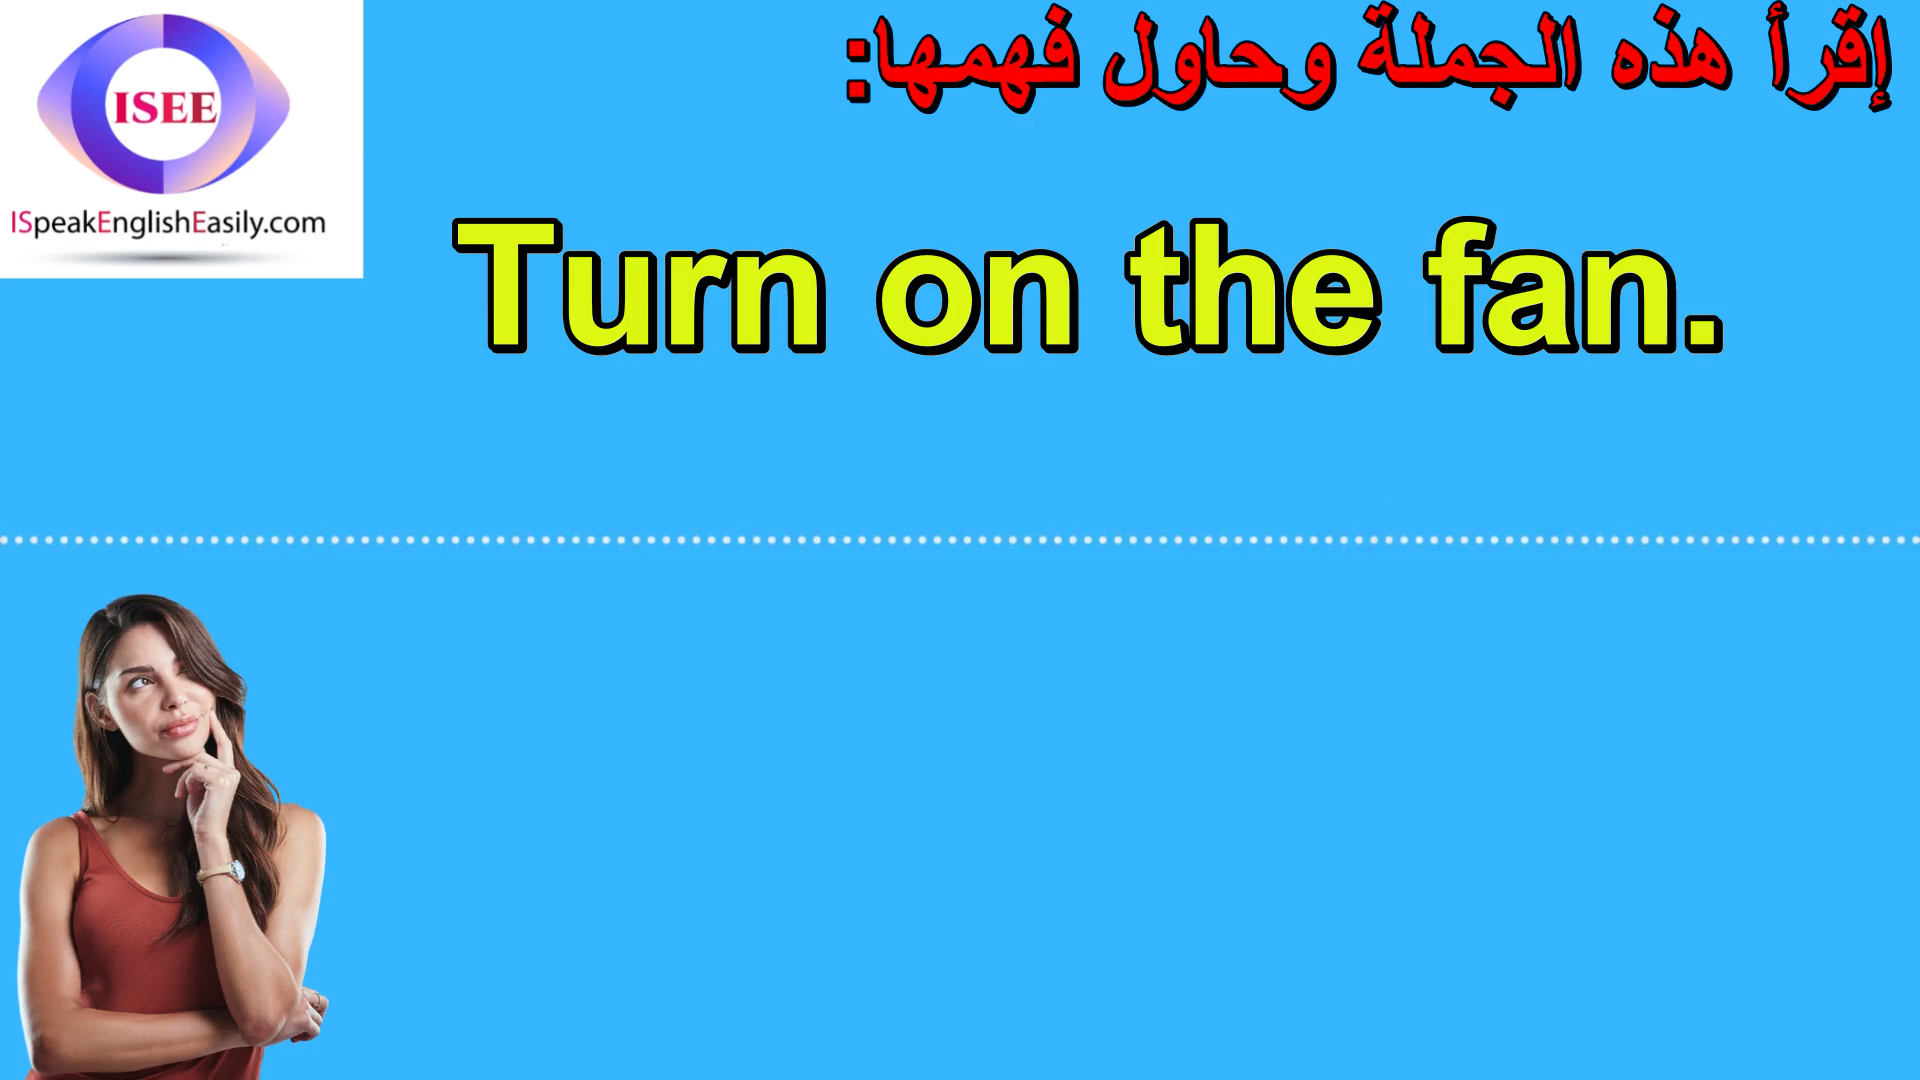 إقرأ هذه الجملة وحاول فهمها:
ISEE
ISpeakEnglishEasily.com
Turn on the fan.